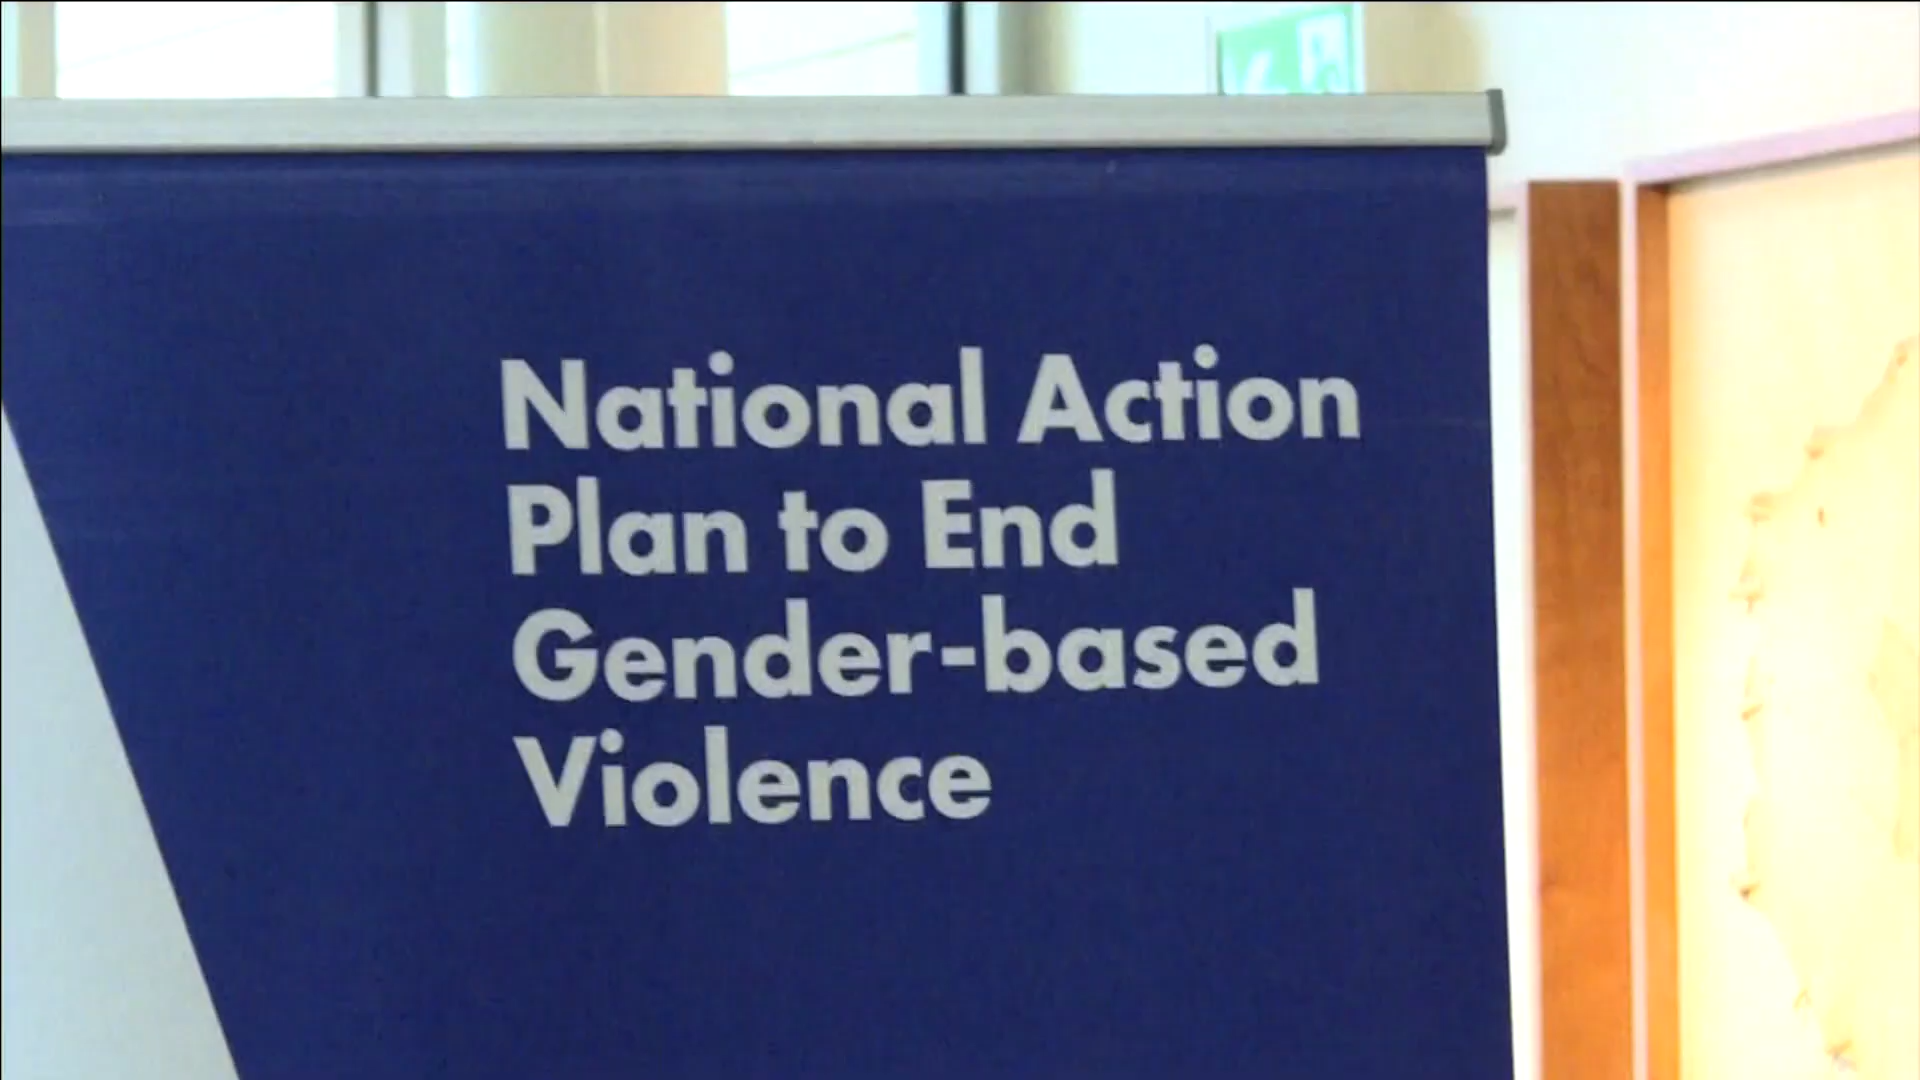 National Action
Plan to End
Gender-based
Violence